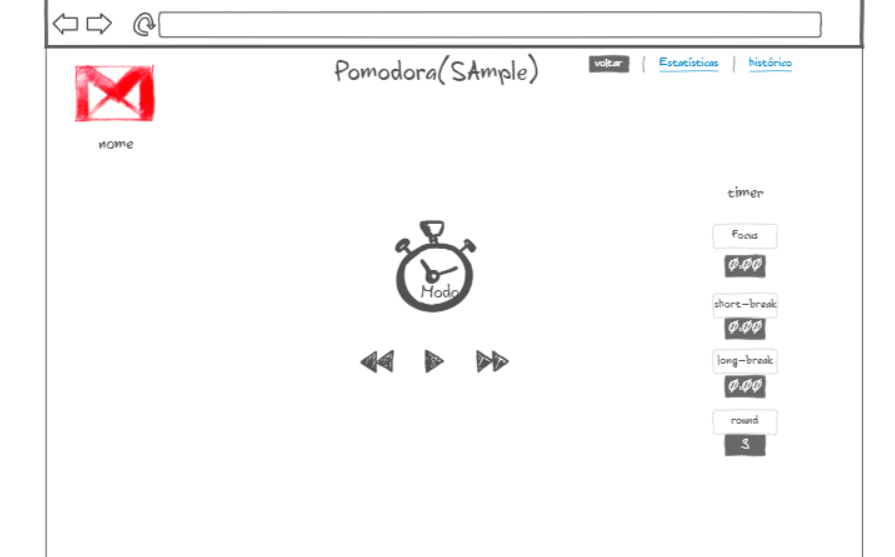 Pomodora(SAmple)
voltar | Estatísticas | histórico
nome
timer
Focus
0.00
short-break
0.00
Modo
long-break
0.00
round
3